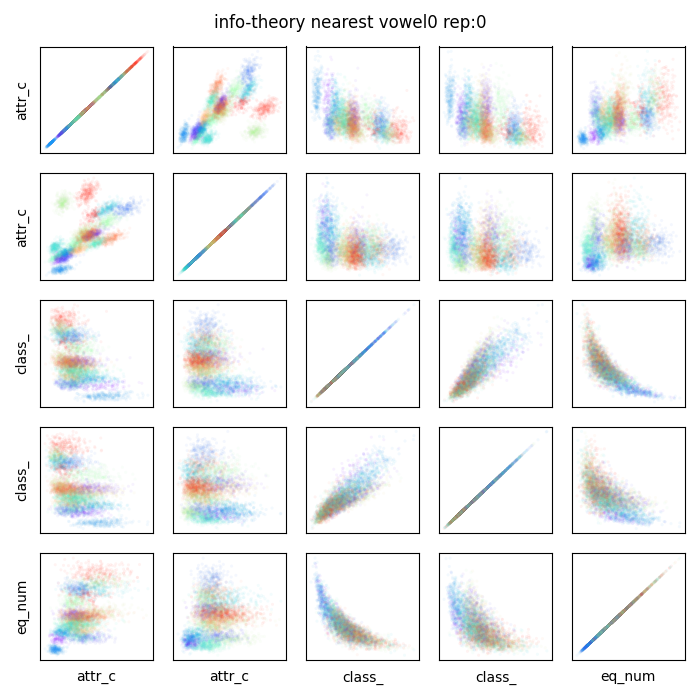 info-theory nearest vowel0 rep:0
attr_c
attr_c
class_
class_
eq_num
attr_c attr_c class_ class_ eq_num